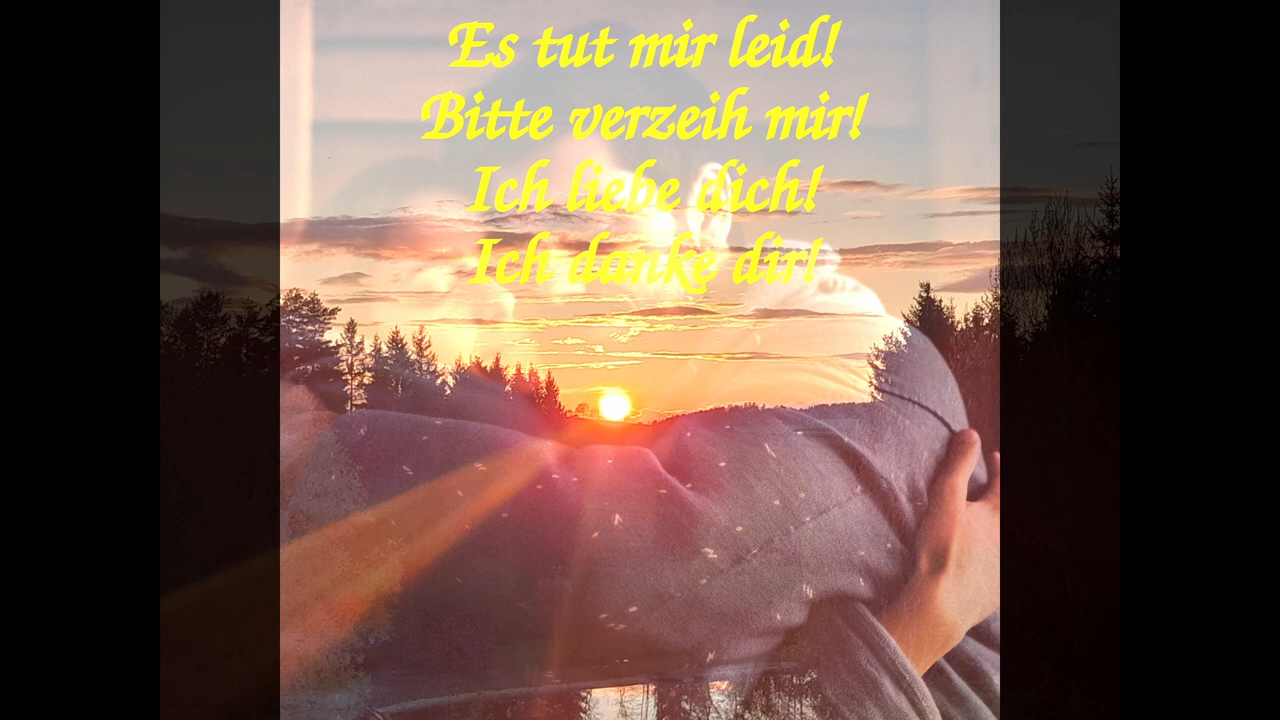 Es tut mir leid!
Bitte verzeih mir!
Ich liebe dich!
Ich danke dir!